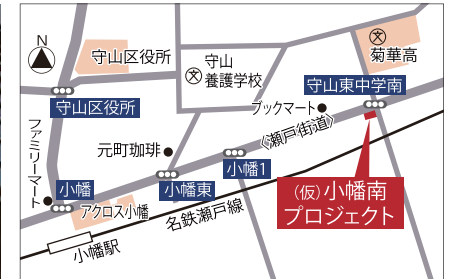 N
守山区役所
文
守山
養護学校
文
菊華高
守山区役所
ブックマート
守山東中学南
ファミリーマート
元町珈琲
〈瀬戸街道〉
小幡
小幡東
小幡1
アクロス小幡
名鉄瀬戸線
小幡駅
(仮)小幡南
プロジェクト